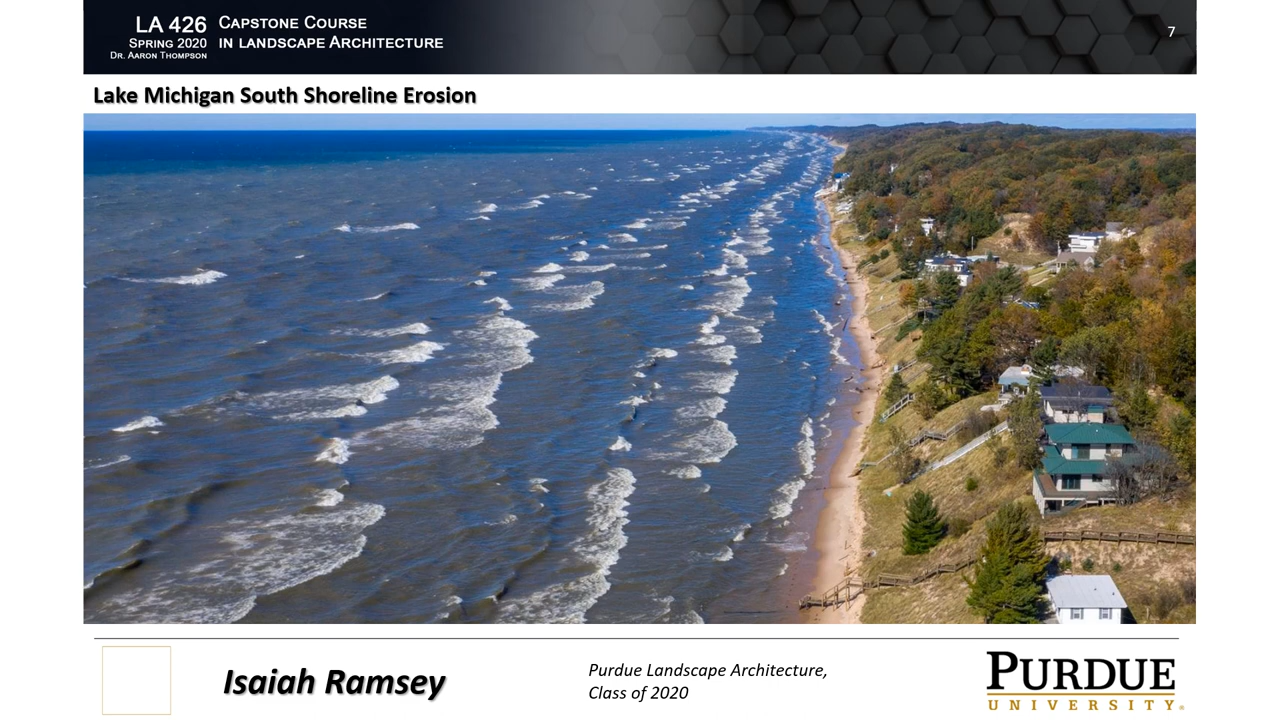 LA 426
Spring 2020
Dr. Aaron Thompson
Capstone Course
in landscape Architecture
7
Lake Michigan South Shoreline Erosion
Isaiah Ramsey
Purdue Landscape Architecture,
Class of 2020
PURDUE
UNIVERSITY®